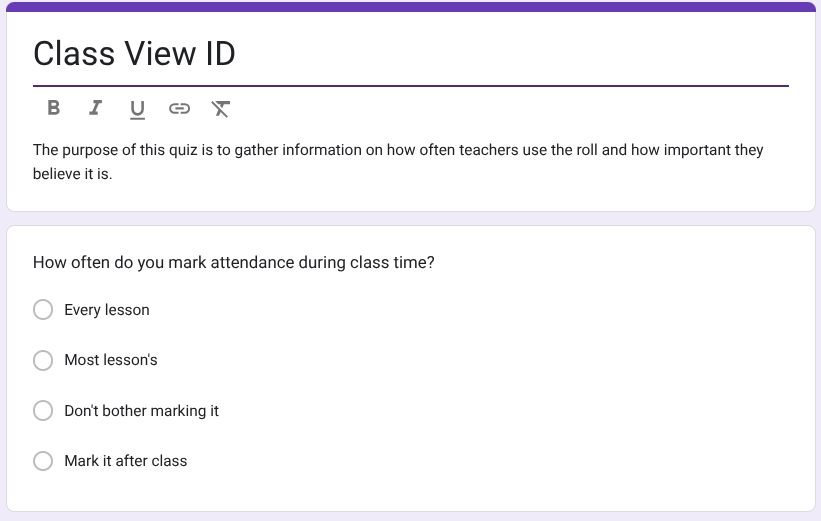 Class View ID
B I U
The purpose of this quiz is to gather information on how often teachers use the roll and how important they
believe it is.
How often do you mark attendance during class time?
Every lesson
Most lesson's
Don't bother marking it
Mark it after class